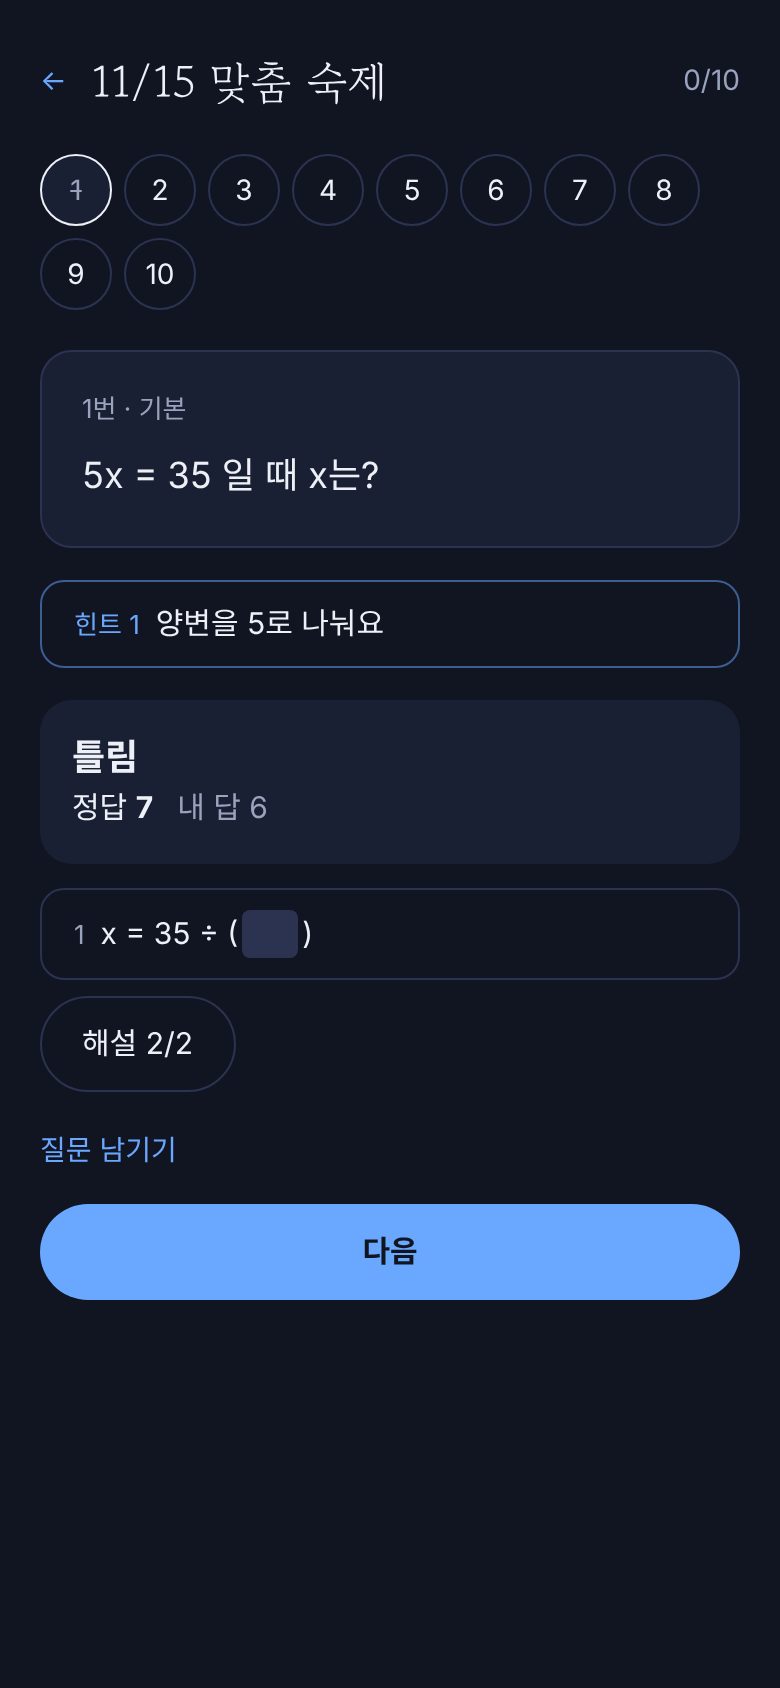 ← 11/15 맞춤 숙제 0/10
1 2 3 4 5 6 7 8
9 10
1번 · 기본
5x = 35 일 때 x는?
힌트 1 양변을 5로 나눠요
틀림
정답 7 내 답 6
1 x = 35 ÷ ( )
해설 2/2
질문 남기기
다음